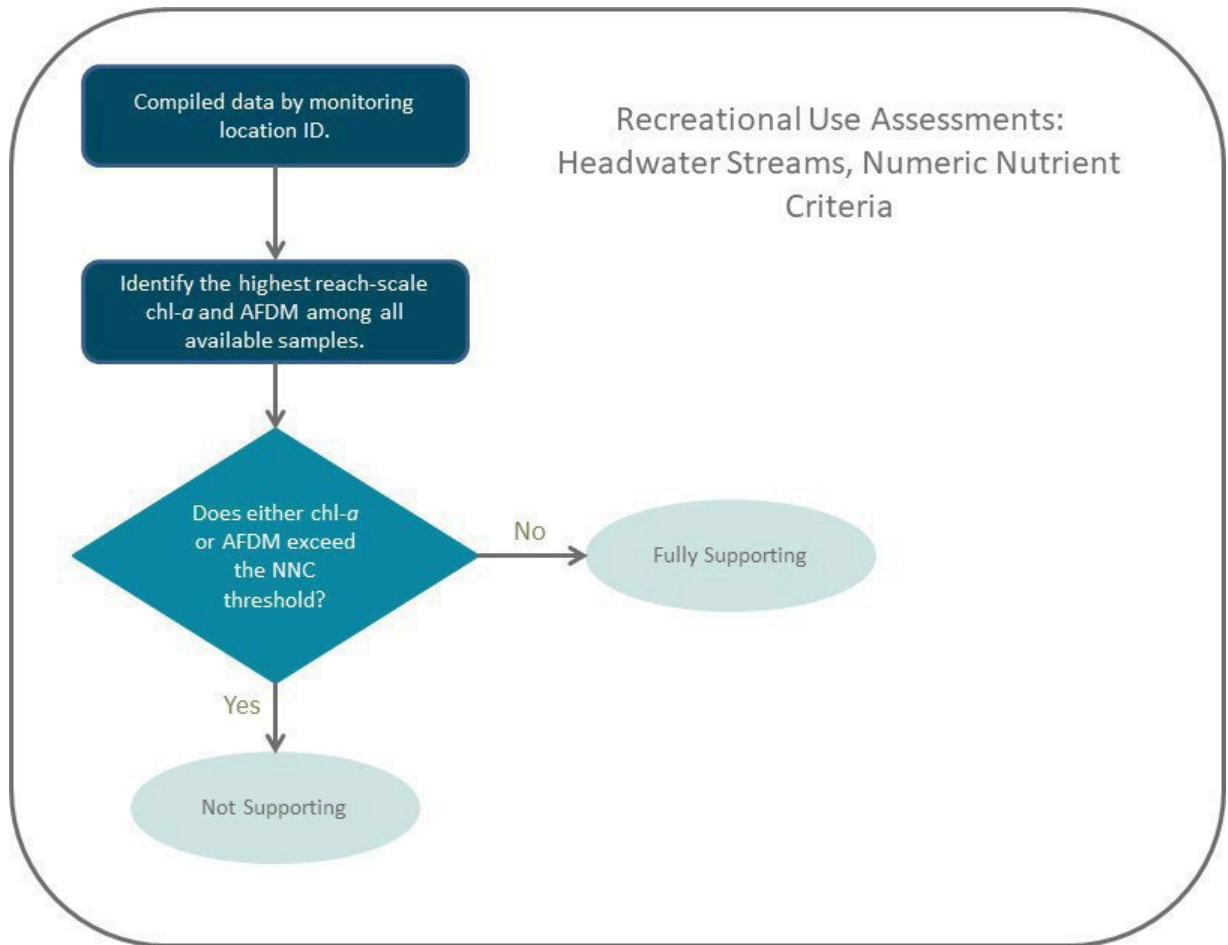 Compiled data by monitoring
location ID.
Recreational Use Assessments:
Headwater Streams, Numeric Nutrient
Criteria
Identify the highest reach-scale
chl-a and AFDM among all
available samples.
Does either chl-a
or AFDM exceed
the NNC
threshold?
No
Fully Supporting
Yes
Not Supporting